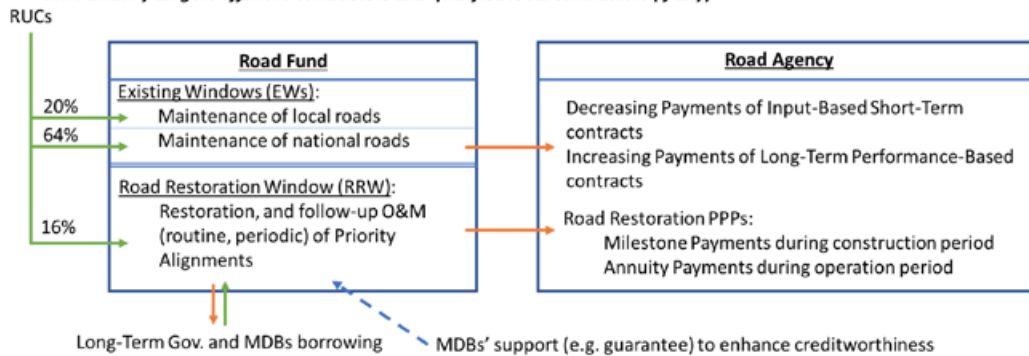 RUCs
Road Fund
Existing Windows (EWs):
20%
Maintenance of local roads
64%
Maintenance of national roads
Road Restoration Window (RRW):
Restoration, and follow-up O&M
16%
(routine, periodic) of Priority
Alignments
Road Agency
Decreasing Payments of Input-Based Short-Term
contracts
Increasing Payments of Long-Term Performance-Based
contracts
Road Restoration PPPs:
Milestone Payments during construction period
Annuity Payments during operation period
Long-Term Gov. and MDBs borrowing
MDBs' support (e.g. guarantee) to enhance creditworthiness